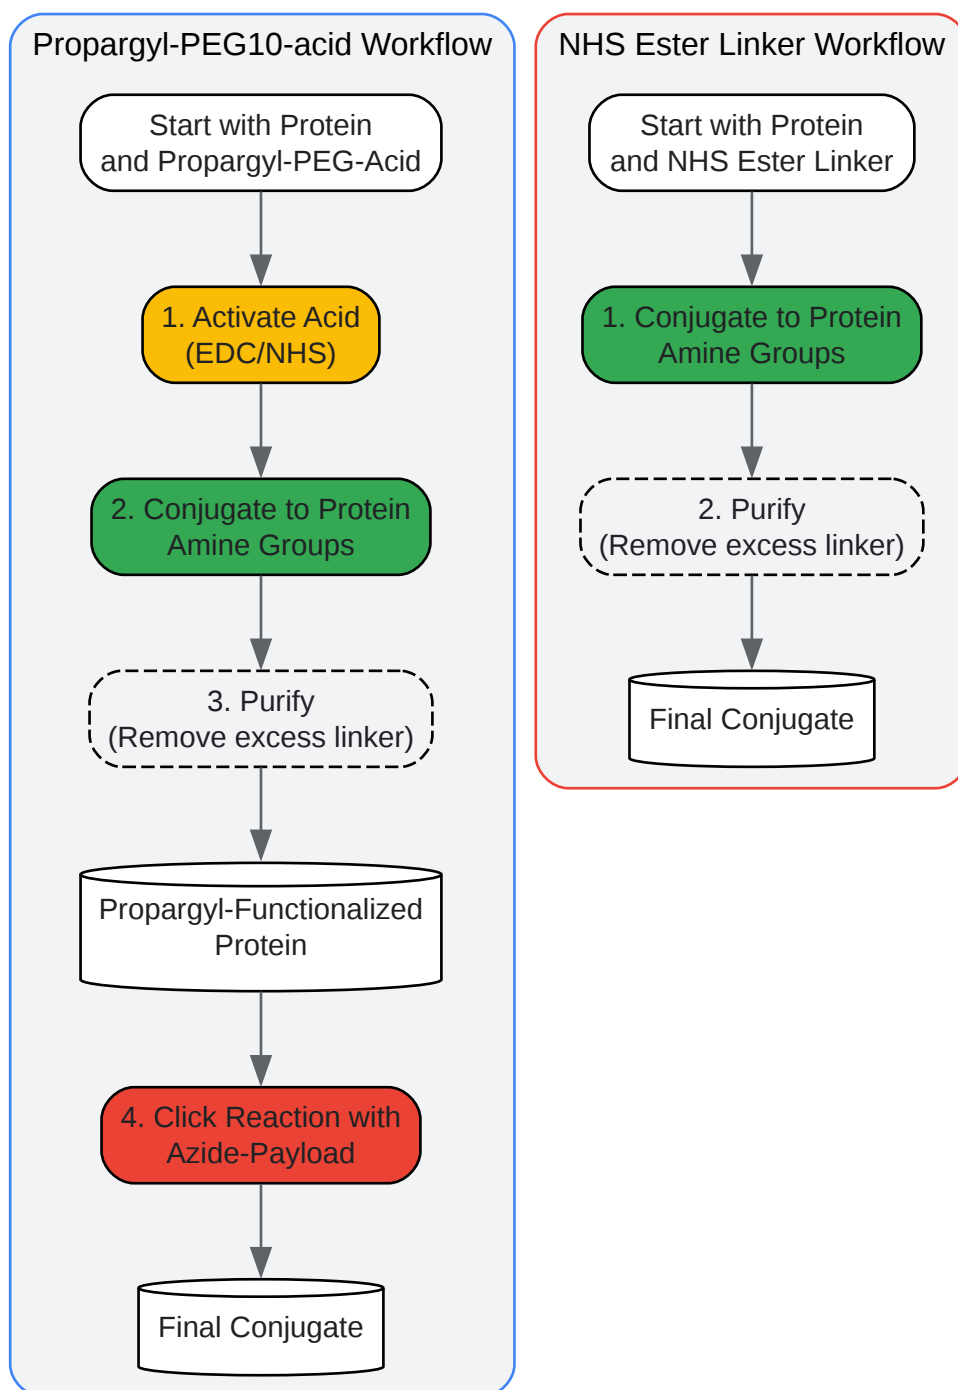 Propargyl-PEG10-acid Workflow
Start with Protein
and Propargyl-PEG-Acid
1. Activate Acid
(EDC/NHS)
2. Conjugate to Protein
Amine Groups
3. Purify
(Remove excess linker)
Propargyl-Functionalized
Protein
4. Click Reaction with
Azide-Payload
Final Conjugate
NHS Ester Linker Workflow
Start with Protein
and NHS Ester Linker
1. Conjugate to Protein
Amine Groups
2. Purify
(Remove excess linker)
Final Conjugate